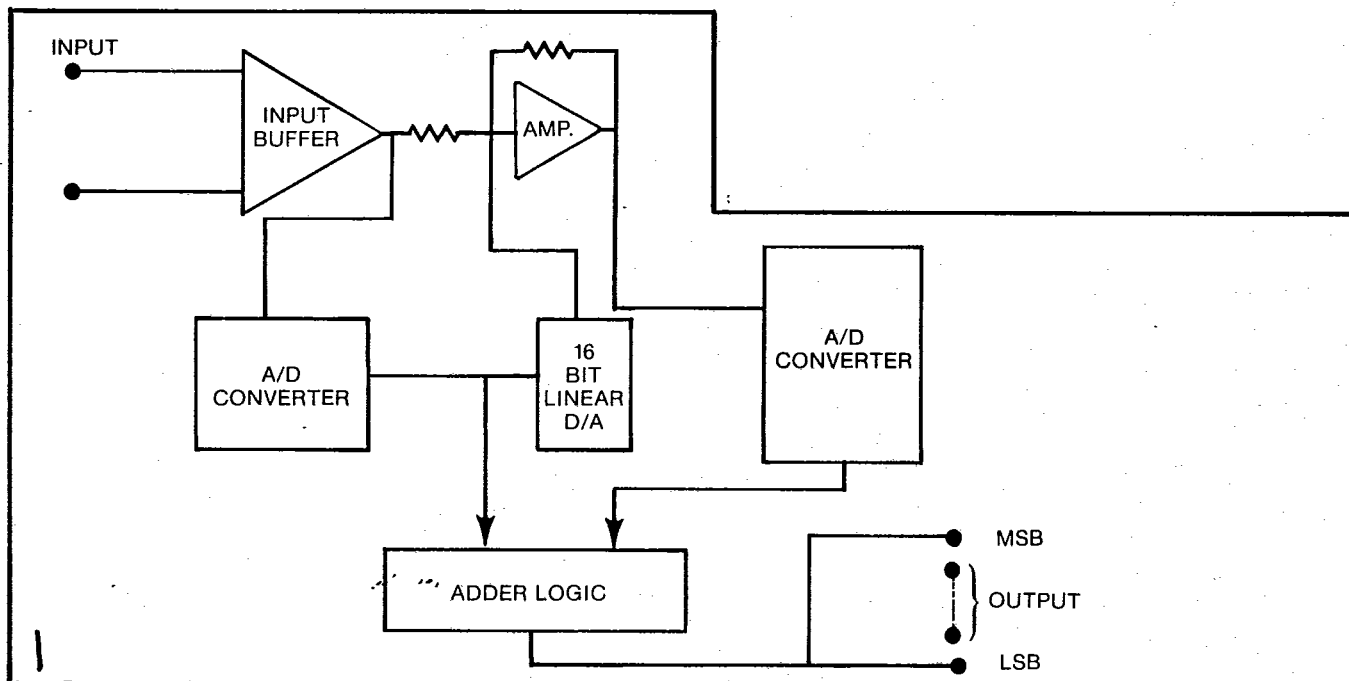 INPUT
INPUT
BUFFER
AMP.
A/D
CONVERTER
16
BIT
LINEAR
D/A
A/D
CONVERTER
MSB
ADDER LOGIC
OUTPUT
LSB